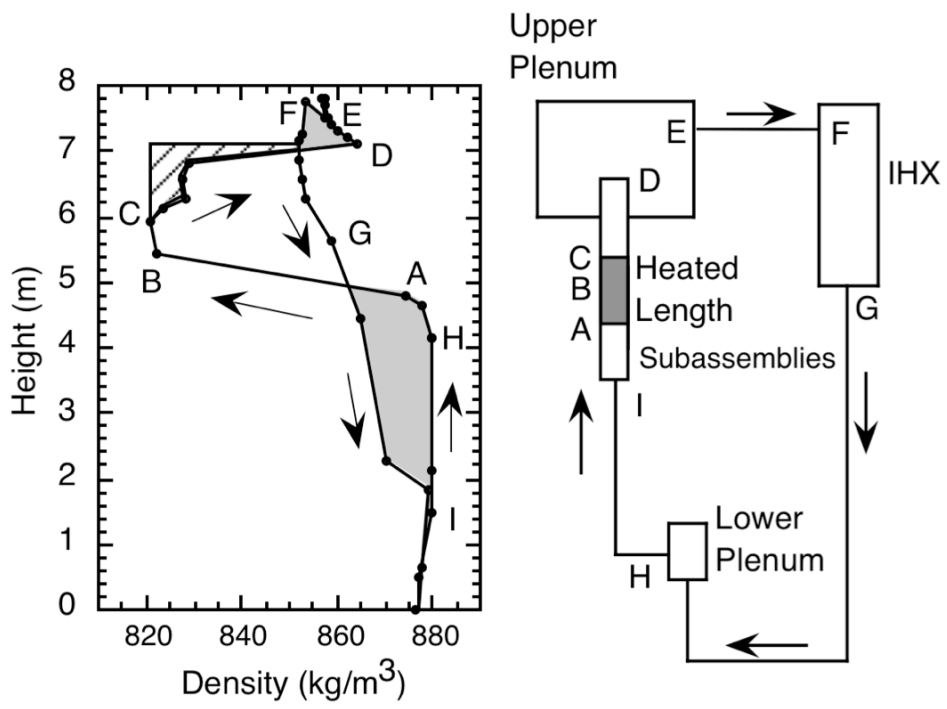 8
7
6
5
4
3
2
1
0
Height (m)
820 840 860 880
Density (kg/m3)
F
E
D
C
G
B
A
H
I
Upper
Plenum
E
F
IHX
D
C
B
A
Heated
Length
G
Subassemblies
I
Lower
Plenum
H